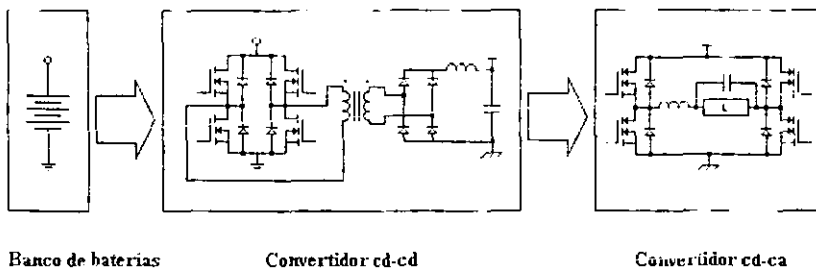 Banco de baterias
Convertidor cd-cd
Convertidor cd-ca